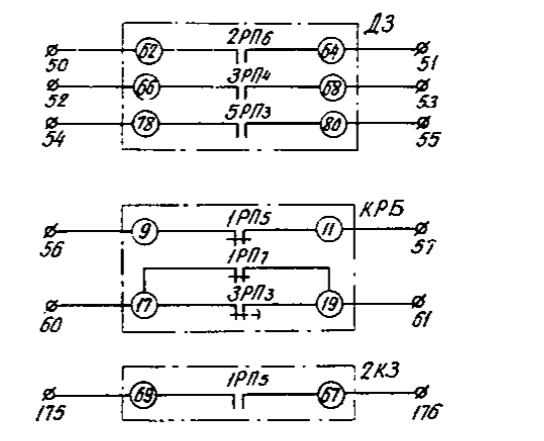 ДЗ
50 62 2РП6 64 51
52 66 3РП4 68 53
54 78 5РП3 80 55
КРБ
56 9 1РП5 11 57
1РП7
60 17 3РП3 19 61
2КЗ
175 69 1РП5 67 176